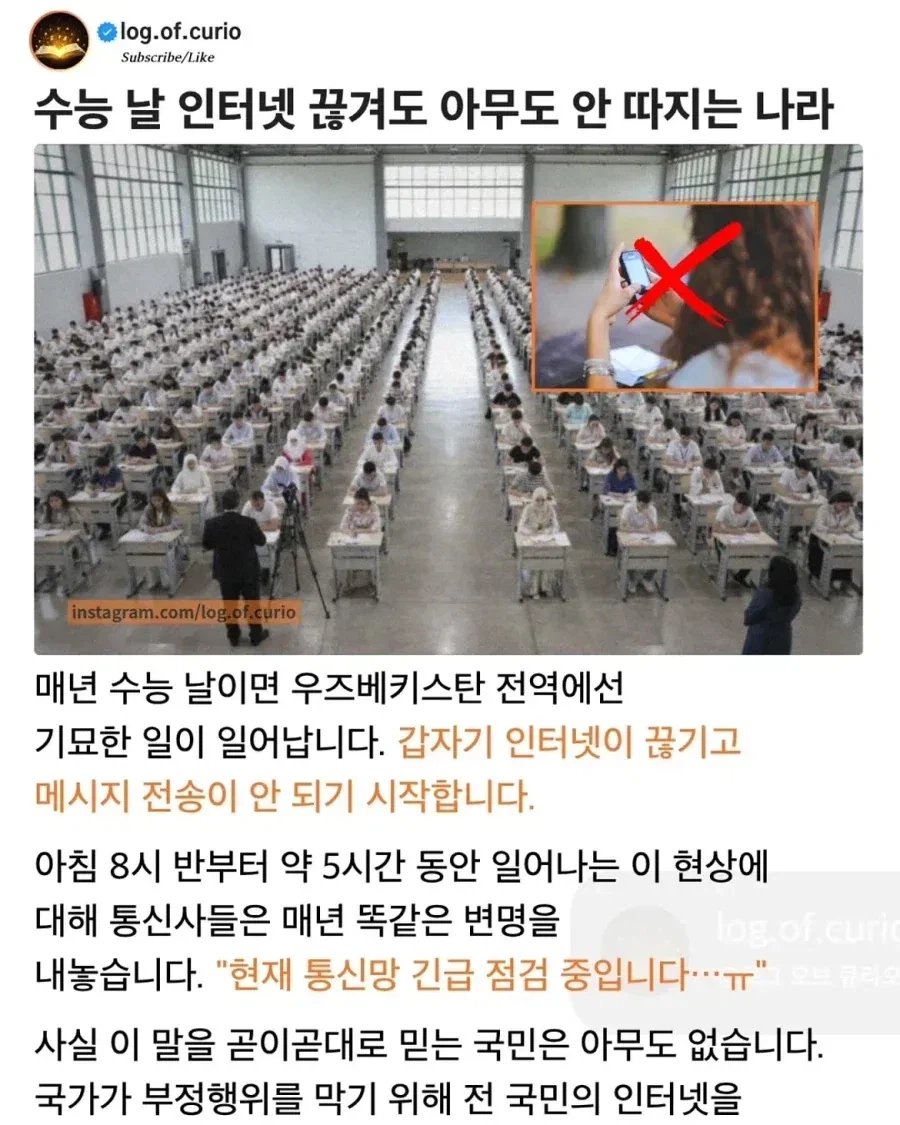 log.of.curio
Subscribe/Like
수능 날 인터넷 끊겨도 아무도 안 따지는 나라
instagram.com/log.of.curio
매년 수능 날이면 우즈베키스탄 전역에선
기묘한 일이 일어납니다. 갑자기 인터넷이 끊기고
메시지 전송이 안 되기 시작합니다.
아침 8시 반부터 약 5시간 동안 일어나는 이 현상에
대해 통신사들은 매년 똑같은 변명을
log.of.curio
내놓습니다. "현재 통신망 긴급 점검 중입니다…ㅠ"
오브 큐리오
사실 이 말을 곧이곧대로 믿는 국민은 아무도 없습니다.
국가가 부정행위를 막기 위해 전 국민의 인터넷을